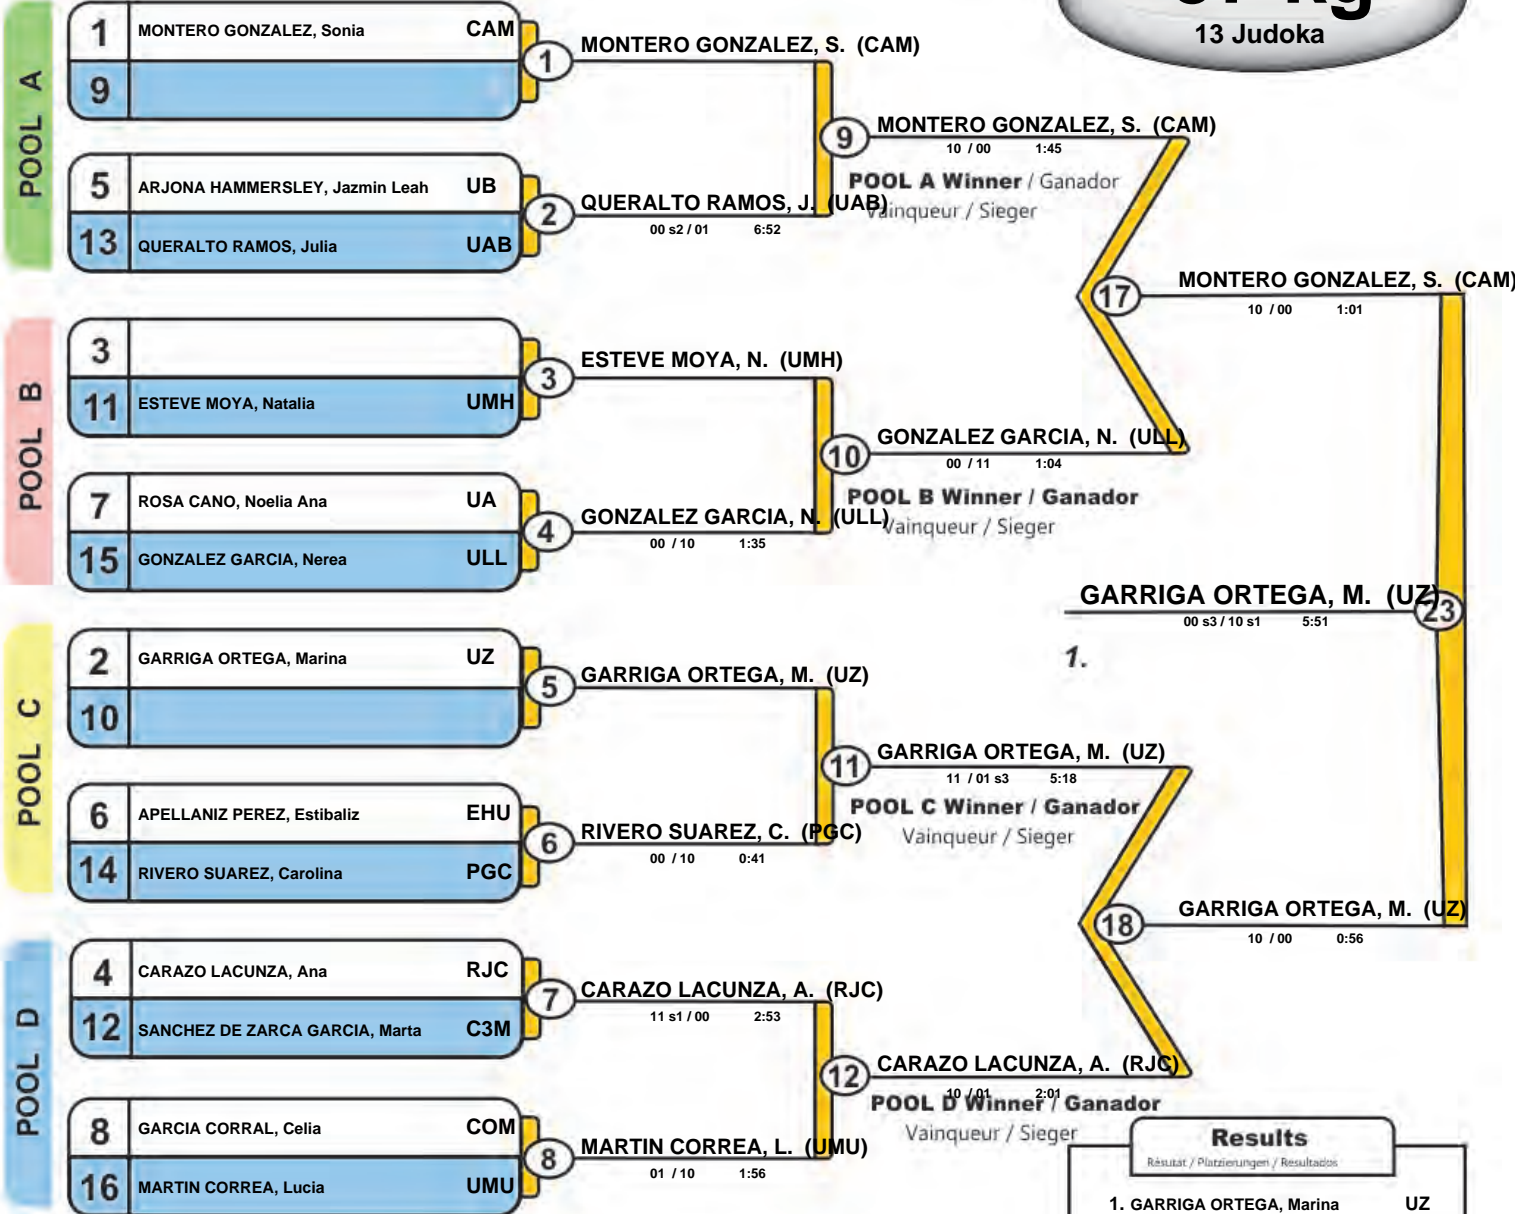 13 Judoka
POOL A
1 MONTERO GONZALEZ, Sonia CAM
9
1 MONTERO GONZALEZ, S. (CAM)
5 ARJONA HAMMERSLEY, Jazmin Leah UB
13 QUERALTO RAMOS, Julia UAB
2 QUERALTO RAMOS, J. (UAB)
00 s2 / 01 6:52
9 MONTERO GONZALEZ, S. (CAM)
10 / 00 1:45
POOL A Winner / Ganador
Vainqueur / Sieger
POOL B
3
11 ESTEVE MOYA, Natalia UMH
3 ESTEVE MOYA, N. (UMH)
7 ROSA CANO, Noelia Ana UA
15 GONZALEZ GARCIA, Nerea ULL
4 GONZALEZ GARCIA, N. (ULL)
00 / 10 1:35
10 GONZALEZ GARCIA, N. (ULL)
00 / 11 1:04
POOL B Winner / Ganador
Vainqueur / Sieger
17 MONTERO GONZALEZ, S. (CAM)
10 / 00 1:01
GARRIGA ORTEGA, M. (UZ) 23
00 s3 / 10 s1 5:51
1.
POOL C
2 GARRIGA ORTEGA, Marina UZ
10
5 GARRIGA ORTEGA, M. (UZ)
6 APELLANIZ PEREZ, Estibaliz EHU
14 RIVERO SUAREZ, Carolina PGC
6 RIVERO SUAREZ, C. (PGC)
00 / 10 0:41
11 GARRIGA ORTEGA, M. (UZ)
11 / 01 s3 5:18
POOL C Winner / Ganador
Vainqueur / Sieger
POOL D
4 CARAZO LACUNZA, Ana RJC
12 SANCHEZ DE ZARCA GARCIA, Marta C3M
7 CARAZO LACUNZA, A. (RJC)
11 s1 / 00 2:53
8 GARCIA CORRAL, Celia COM
16 MARTIN CORREA, Lucia UMU
8 MARTIN CORREA, L. (UMU)
01 / 10 1:56
12 CARAZO LACUNZA, A. (RJC)
10 / 01 2:01
POOL D Winner / Ganador
Vainqueur / Sieger
18 GARRIGA ORTEGA, M. (UZ)
10 / 00 0:56
Results
Résutat / Platzierungen / Resultados
1. GARRIGA ORTEGA, Marina UZ